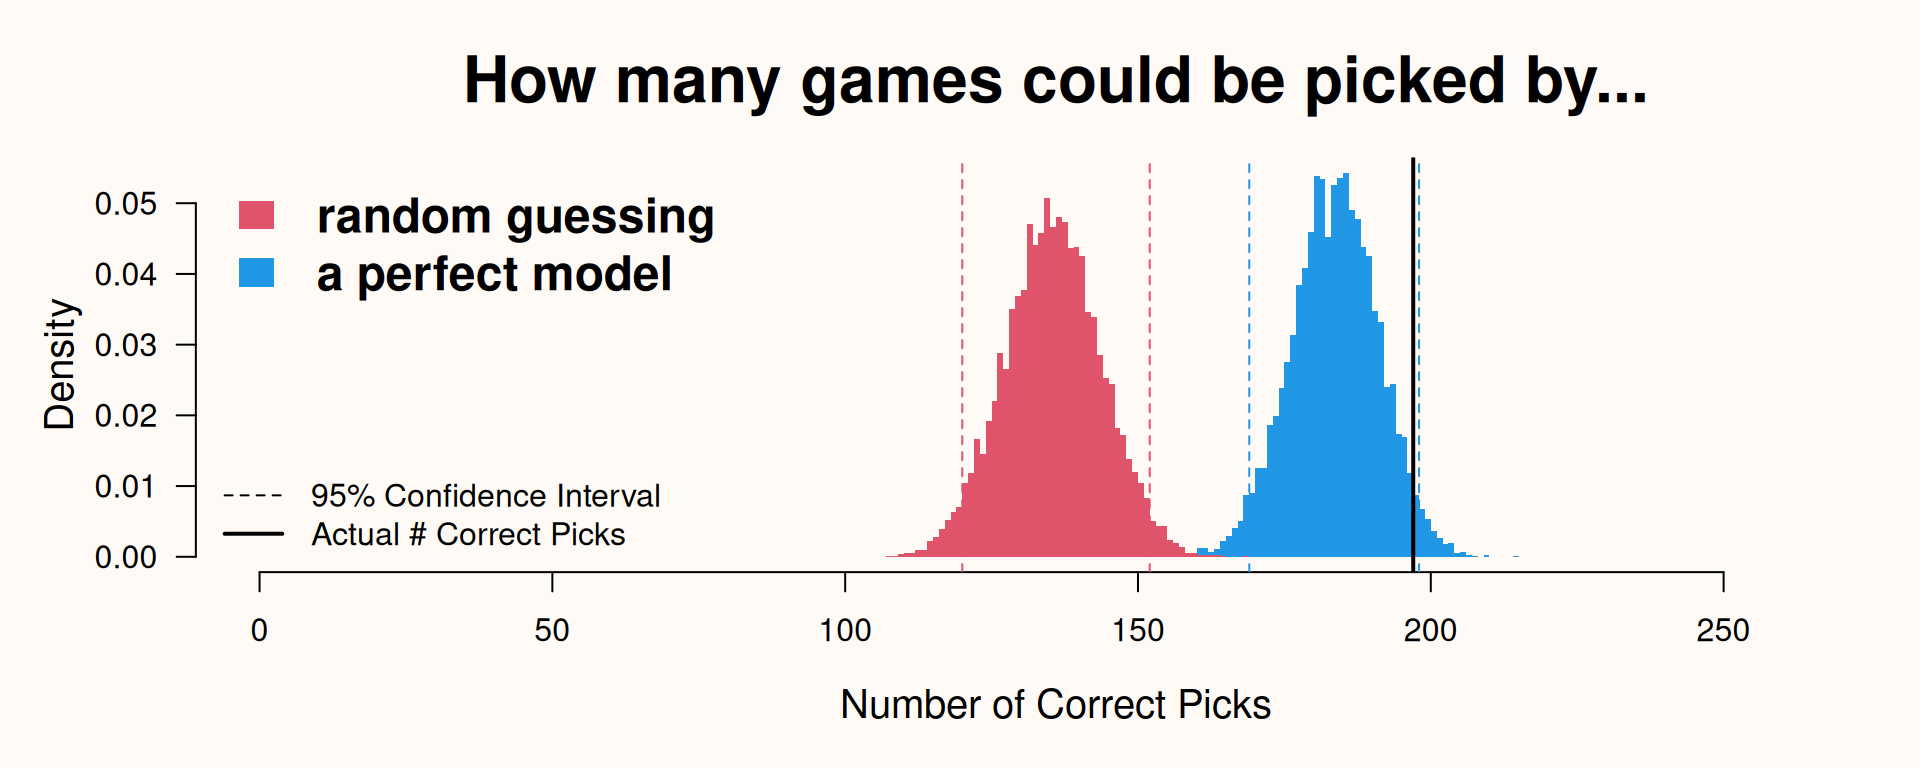 How many games could be picked by...
random guessing
a perfect model
95% Confidence Interval
Actual # Correct Picks
Density
0.05
0.04
0.03
0.02
0.01
0.00
0 50 100 150 200 250
Number of Correct Picks